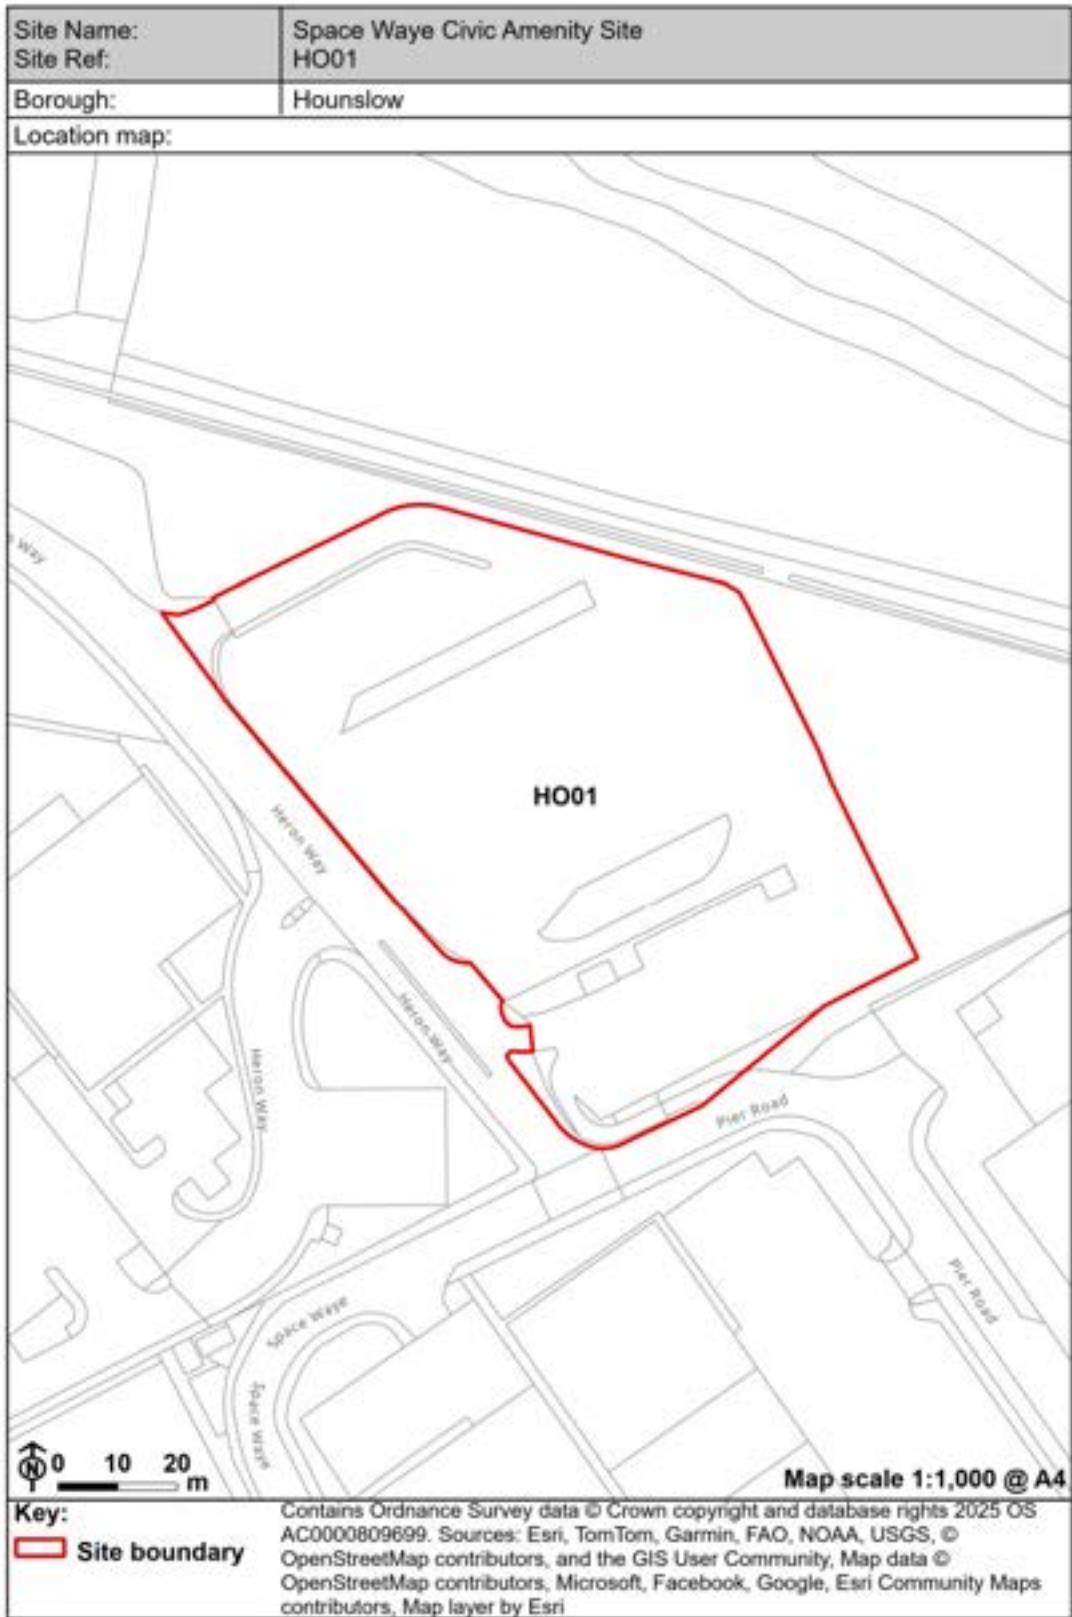 Site Name: Space Waye Civic Amenity Site
Site Ref: HO01
Borough: Hounslow
Location map:
Way
HO01
Heron Way
Heron Way
Heron Way
Pier Road
Pier Road
Space Waye
Space Waye
N 0 10 20 m
Map scale 1:1,000 @ A4
Key:
Site boundary
Contains Ordnance Survey data © Crown copyright and database rights 2025 OS
AC0000809699. Sources: Esri, TomTom, Garmin, FAO, NOAA, USGS, ©
OpenStreetMap contributors, and the GIS User Community, Map data ©
OpenStreetMap contributors, Microsoft, Facebook, Google, Esri Community Maps
contributors, Map layer by Esri